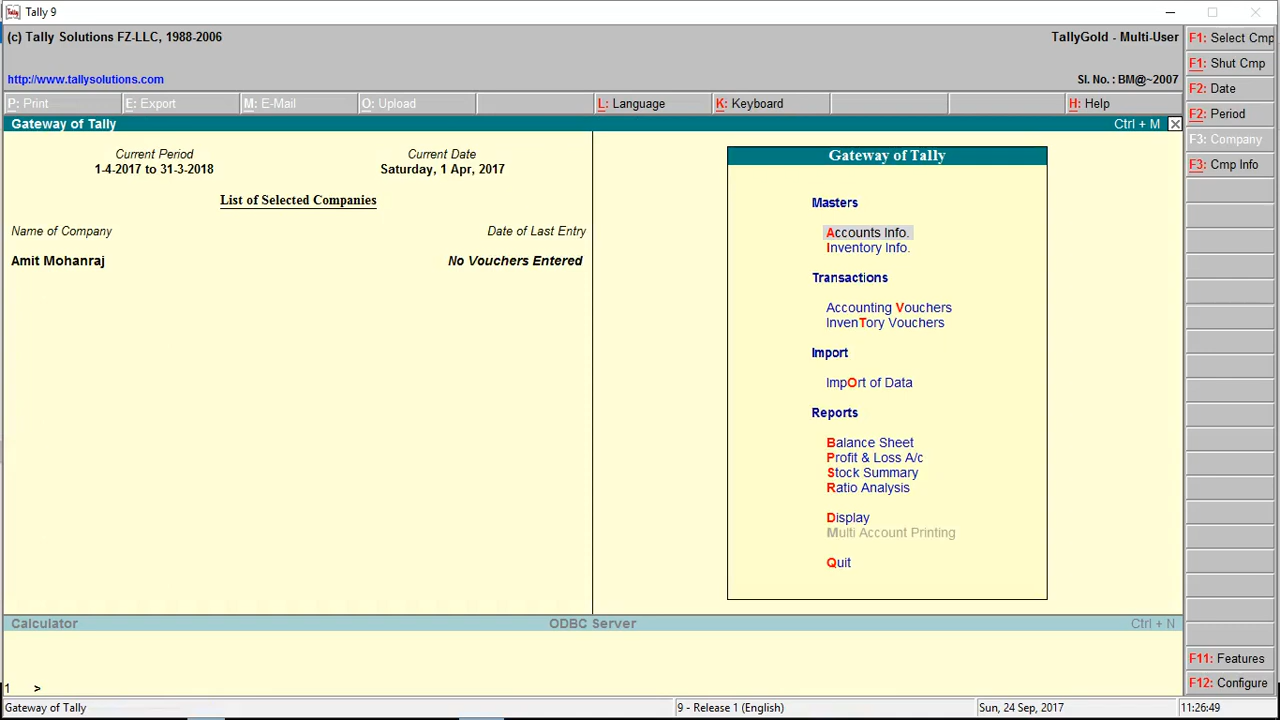 Tally 9
(c) Tally Solutions FZ-LLC, 1988-2006
TallyGold - Multi-User
http://www.tallysolutions.com
Sl. No. : BM@~2007
P: Print
E: Export
M: E-Mail
O: Upload
L: Language
K: Keyboard
H: Help
Gateway of Tally
Ctrl + M
Current Period
Current Date
1-4-2017 to 31-3-2018
Saturday, 1 Apr, 2017
List of Selected Companies
Name of Company
Date of Last Entry
Amit Mohanraj
No Vouchers Entered
Gateway of Tally
Masters
Accounts Info.
Inventory Info.
Transactions
Accounting Vouchers
InvenTory Vouchers
Import
ImpOrt of Data
Reports
Balance Sheet
Profit & Loss A/c
Stock Summary
Ratio Analysis
Display
Multi Account Printing
Quit
F1: Select Cmp
F1: Shut Cmp
F2: Date
F2: Period
F3: Company
F3: Cmp Info
F11: Features
F12: Configure
Calculator
ODBC Server
Ctrl + N
1 >
Gateway of Tally
9 - Release 1 (English)
Sun, 24 Sep, 2017
11:26:49